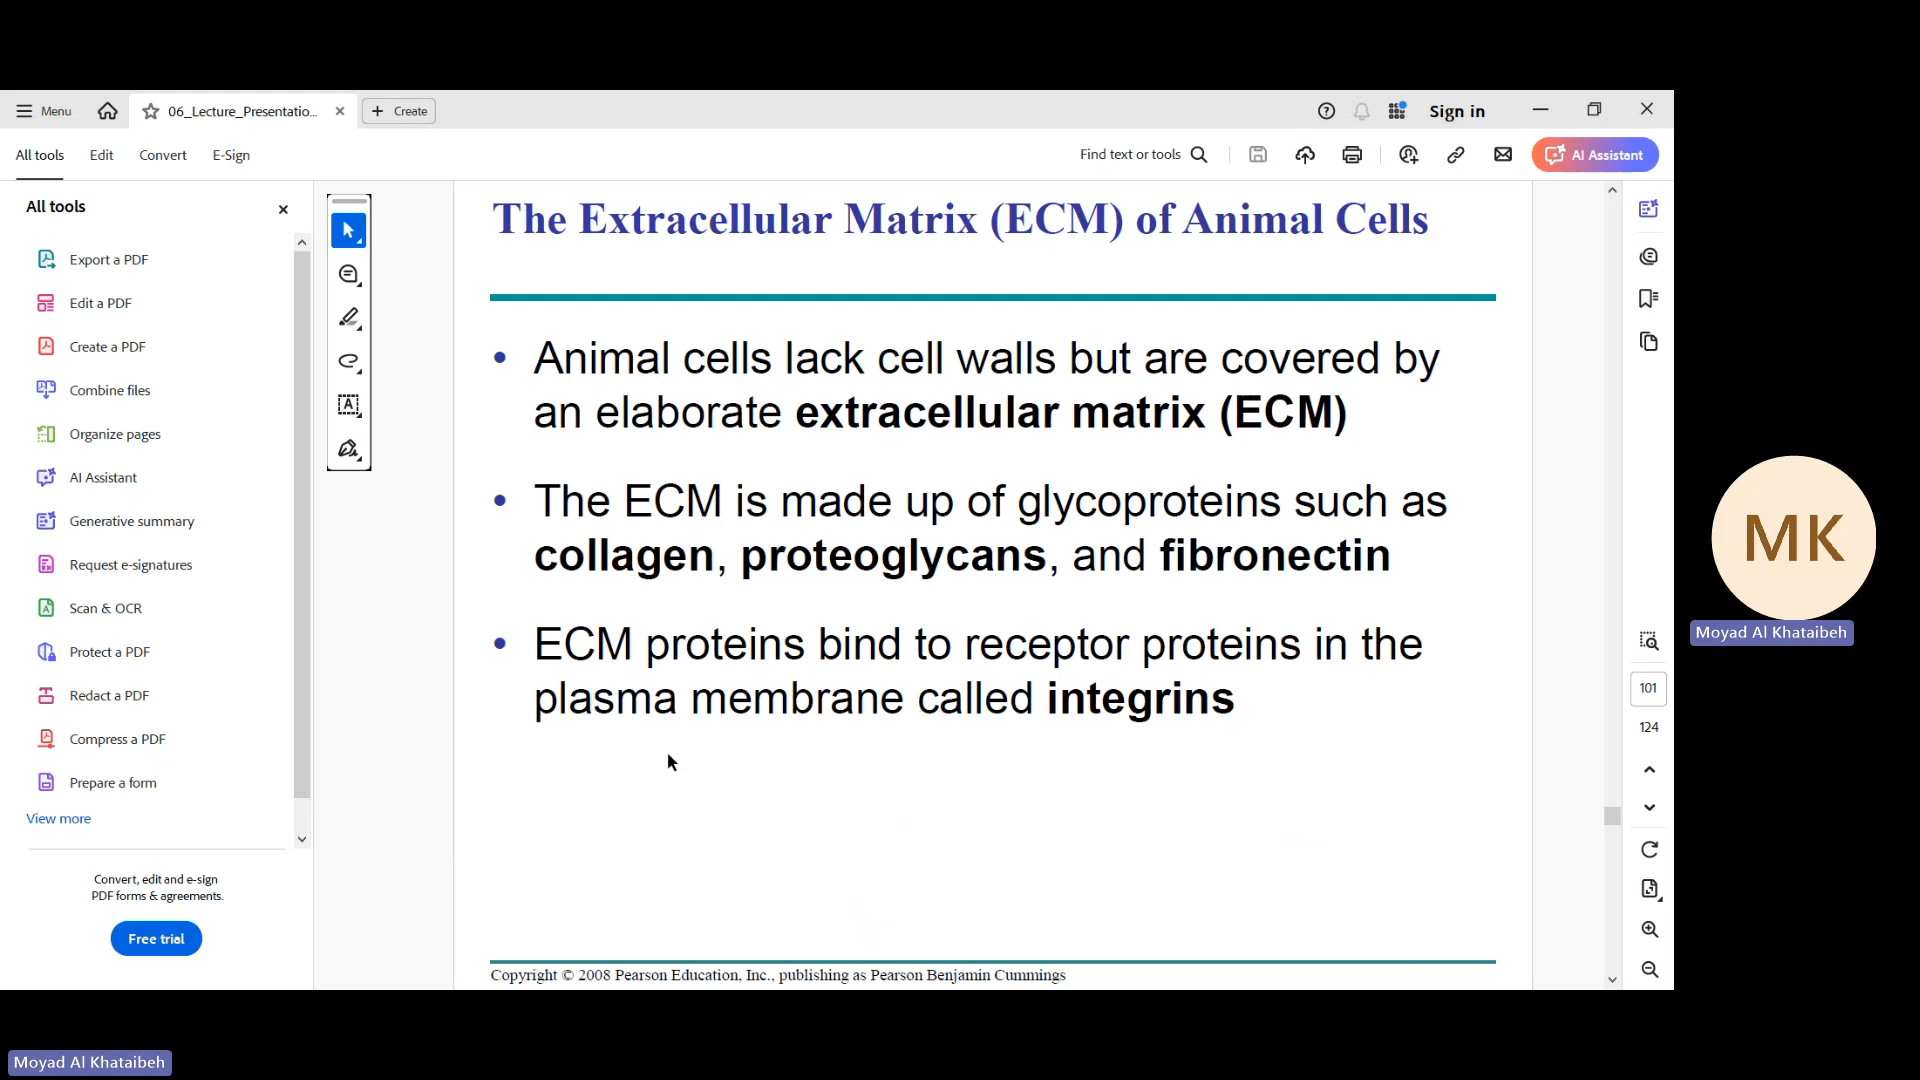 Menu
06_Lecture_Presentatio...
Create
Sign in
All tools
Edit
Convert
E-Sign
Find text or tools
AI Assistant
All tools
Export a PDF
Edit a PDF
Create a PDF
Combine files
Organize pages
AI Assistant
Generative summary
Request e-signatures
Scan & OCR
Protect a PDF
Redact a PDF
Compress a PDF
Prepare a form
View more
Convert, edit and e-sign
PDF forms & agreements.
Free trial
The Extracellular Matrix (ECM) of Animal Cells
• Animal cells lack cell walls but are covered by
an elaborate extracellular matrix (ECM)
• The ECM is made up of glycoproteins such as
collagen, proteoglycans, and fibronectin
• ECM proteins bind to receptor proteins in the
plasma membrane called integrins
Copyright © 2008 Pearson Education, Inc., publishing as Pearson Benjamin Cummings
101
124
MK
Moyad Al Khataibeh
Moyad Al Khataibeh